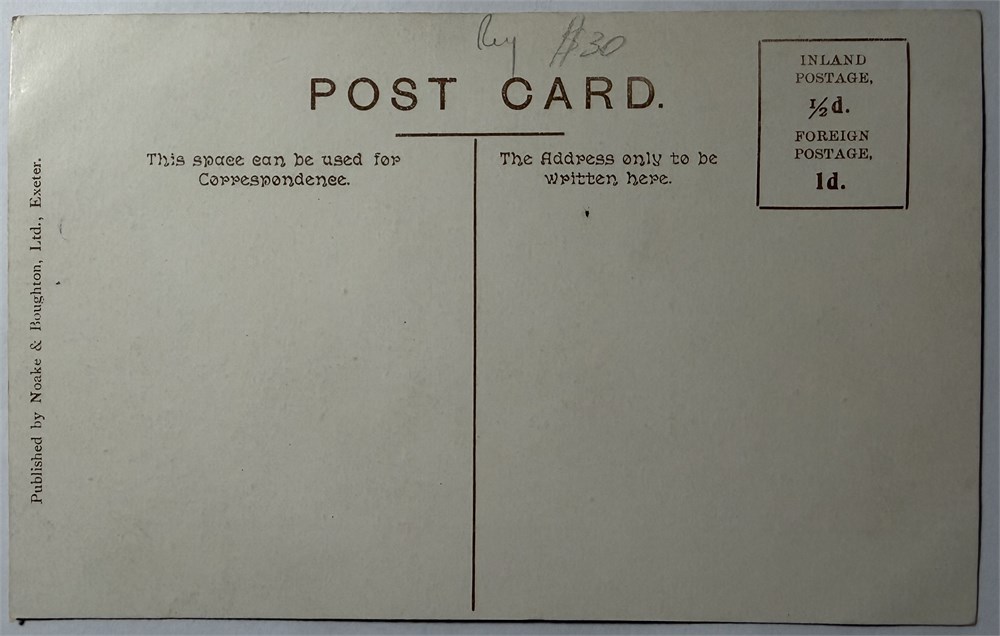 $30
POST CARD.
INLAND
POSTAGE,
½d.
FOREIGN
POSTAGE,
1d.
This space can be used for
Correspondence.
The Address only to be
written here.
Published by Noake & Boughton, Ltd., Exeter.